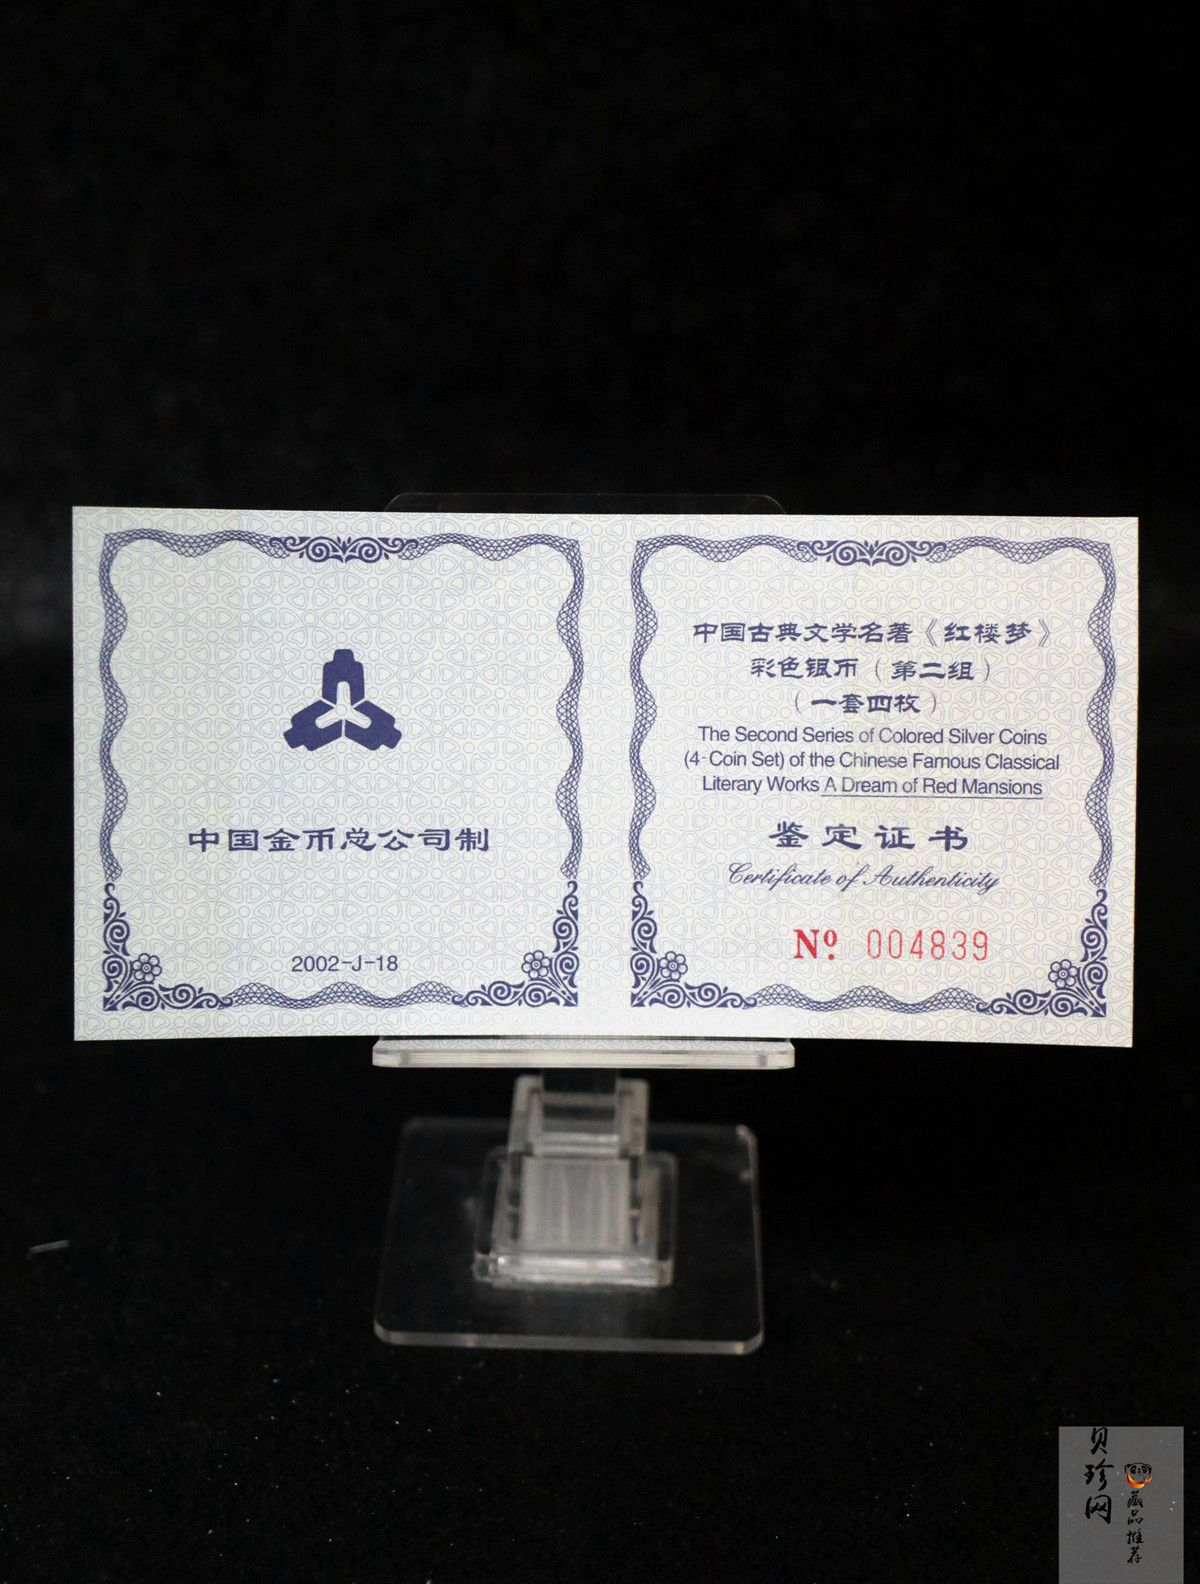 中国金币总公司制
2002-J-18
中国古典文学名著《红楼梦》
彩色银币（第二组）
（一套四枚）
The Second Series of Colored Silver Coins
(4-Coin Set) of the Chinese Famous Classical
Literary Works A Dream of Red Mansions
鉴定证书
Certificate of Authenticity
Nº 004839
贝珍网
藏品推荐